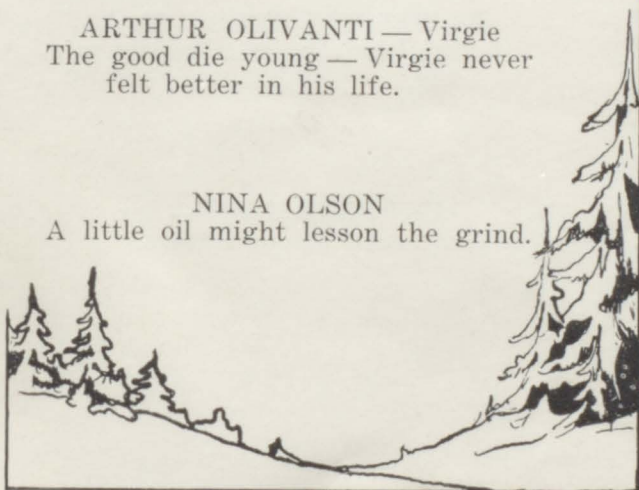 ARTHUR OLIVANTI — Virgie
The good die young — Virgie never
felt better in his life.
NINA OLSON
A little oil might lesson the grind.